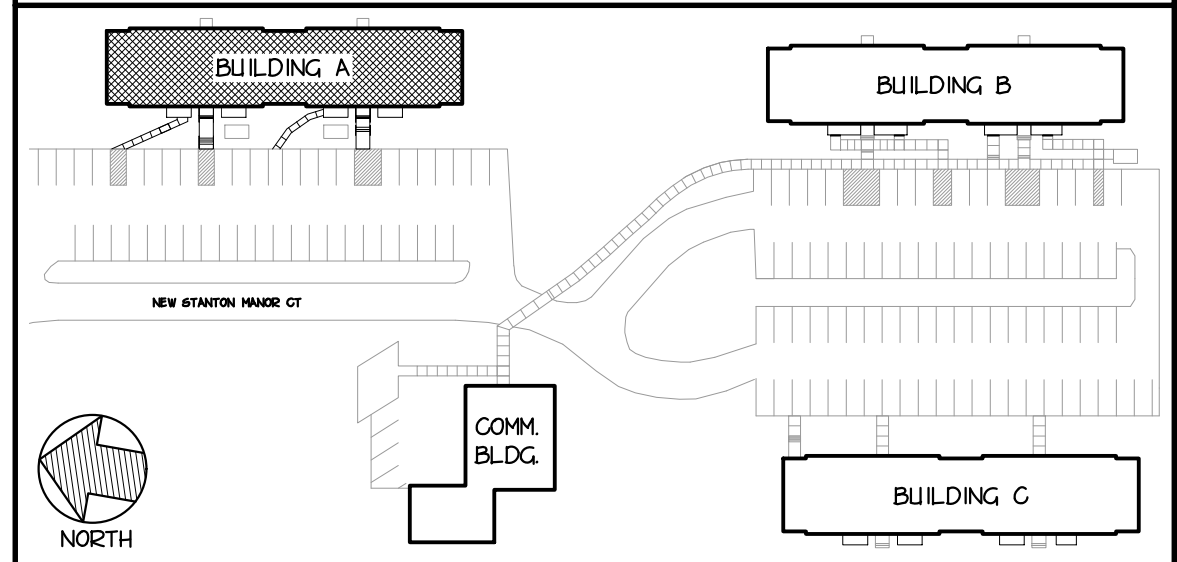 BUILDING A
BUILDING B
NEW STANTON MANOR CT
COMM.
BLDG.
BUILDING C
NORTH